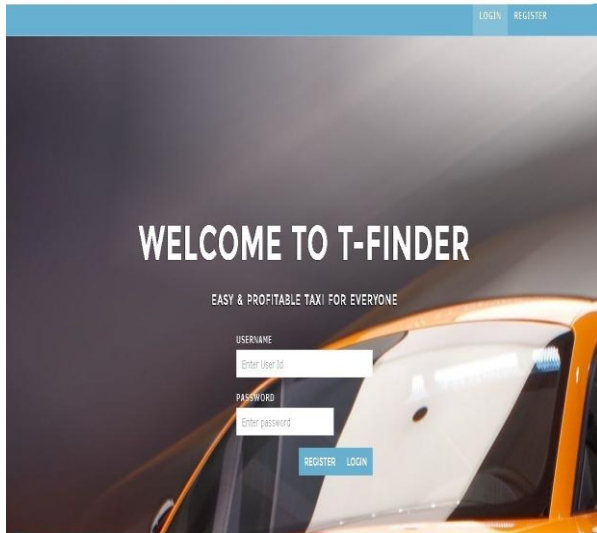 LOGIN REGISTER
WELCOME TO T-FINDER
EASY & PROFITABLE TAXI FOR EVERYONE
USERNAME
Enter User Id
PASSWORD
Enter password
REGISTER LOGIN